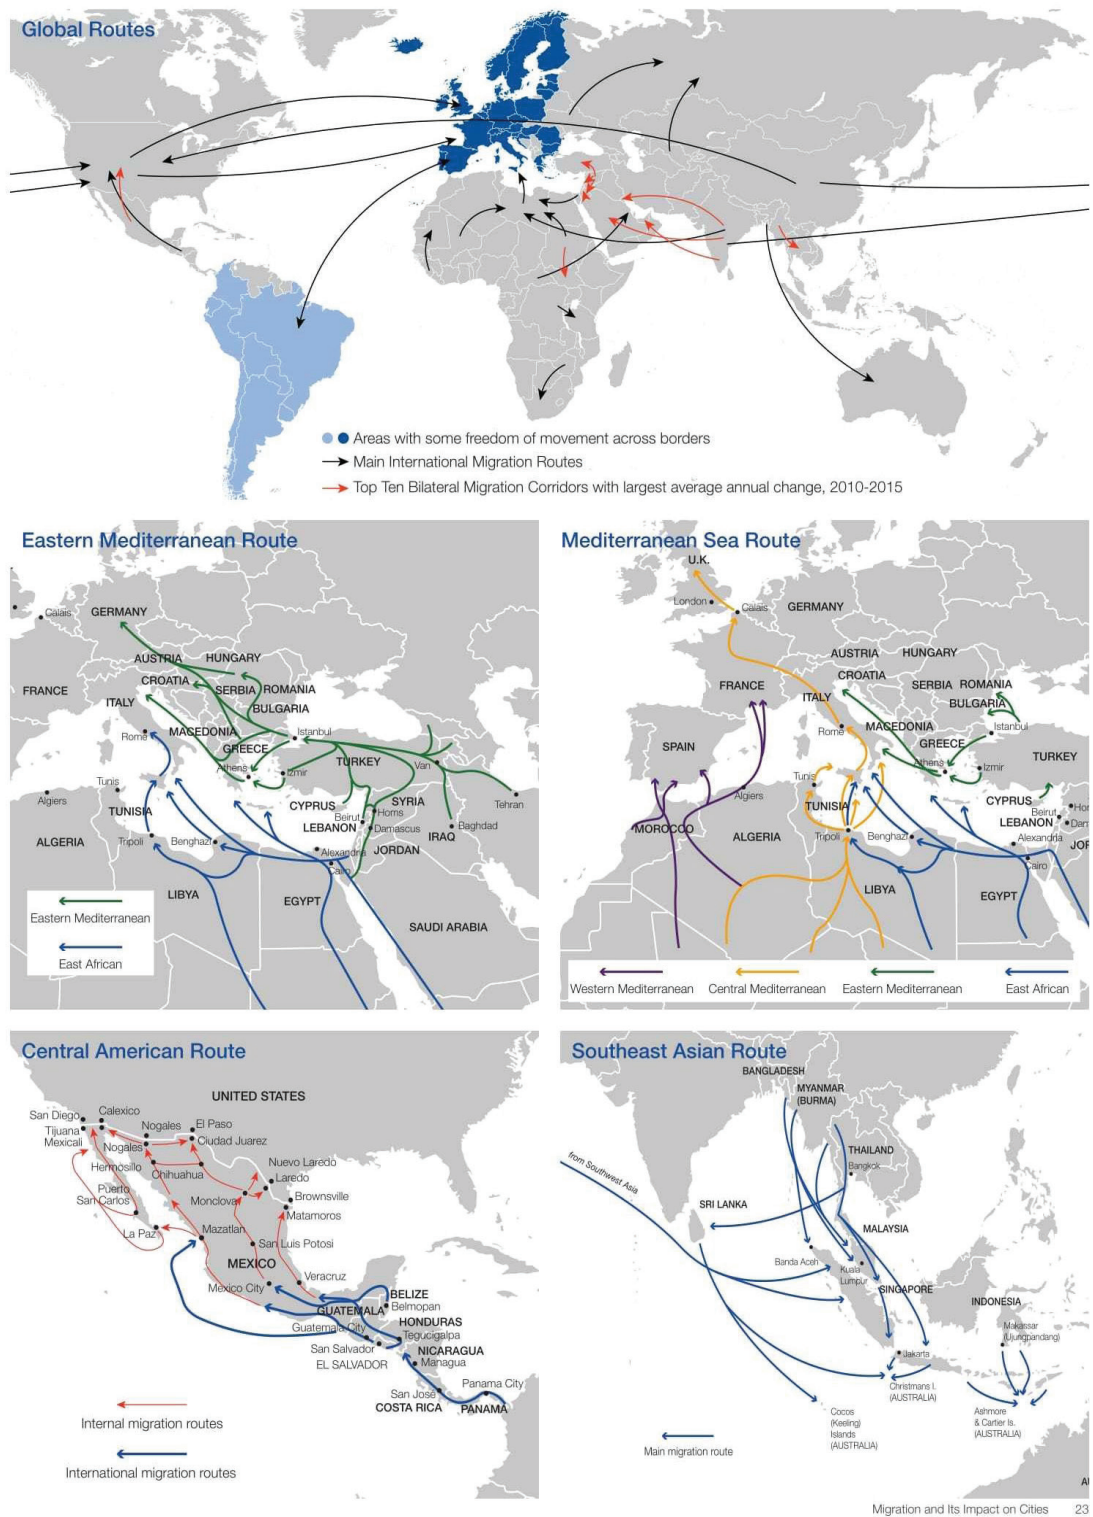 Global Routes
Areas with some freedom of movement across borders
Main International Migration Routes
Top Ten Bilateral Migration Corridors with largest average annual change, 2010-2015
Eastern Mediterranean Route
Calais
GERMANY
AUSTRIA
HUNGARY
CROATIA
FRANCE
SERBIA
ROMANIA
ITALY
BULGARIA
Rome
MACEDONIA
Istanbul
GREECE
Athens
Izmir
TURKEY
Van
Tunis
Algiers
CYPRUS
SYRIA
Tehran
TUNISIA
Beirut
Homs
LEBANON
Damascus
Baghdad
IRAQ
ALGERIA
Tripoli
Benghazi
Alexandria
JORDAN
Cairo
LIBYA
EGYPT
SAUDI ARABIA
Eastern Mediterranean
East African
Mediterranean Sea Route
U.K.
London
Calais
GERMANY
AUSTRIA
HUNGARY
CROATIA
FRANCE
SERBIA
ROMANIA
ITALY
BULGARIA
Rome
MACEDONIA
Istanbul
SPAIN
GREECE
TURKEY
Athens
Izmir
Tunis
Algiers
CYPRUS
TUNISIA
Beirut
Hor
MOROCCO
LEBANON
Dam
ALGERIA
Tripoli
Benghazi
Alexandria
JOR
Cairo
LIBYA
EGYPT
Western Mediterranean
Central Mediterranean
Eastern Mediterranean
East African
Central American Route
UNITED STATES
San Diego
Calexico
Tijuana
Nogales
El Paso
Mexicali
Nogales
Ciudad Juarez
Hermosillo
Chihuahua
Nuevo Laredo
Laredo
Puerto
San Carlos
Monclova
Brownsville
Matamoros
La Paz
Mazatlan
San Luis Potosi
MEXICO
Mexico City
Veracruz
BELIZE
Belmopan
GUATEMALA
HONDURAS
Guatemala City
Tegucigalpa
San Salvador
NICARAGUA
EL SALVADOR
Managua
Panama City
San José
COSTA RICA
PANAMA
Internal migration routes
International migration routes
Southeast Asian Route
BANGLADESH
MYANMAR
(BURMA)
THAILAND
Bangkok
from Southwest Asia
SRI LANKA
MALAYSIA
Banda Aceh
Kuala
Lumpur
SINGAPORE
INDONESIA
Makassar
(Ujungpandang)
Jakarta
Christmans I.
(AUSTRALIA)
Cocos
(Keeling)
Islands
(AUSTRALIA)
Ashmore
& Cartier Is.
(AUSTRALIA)
Main migration route
Migration and Its Impact on Cities 23